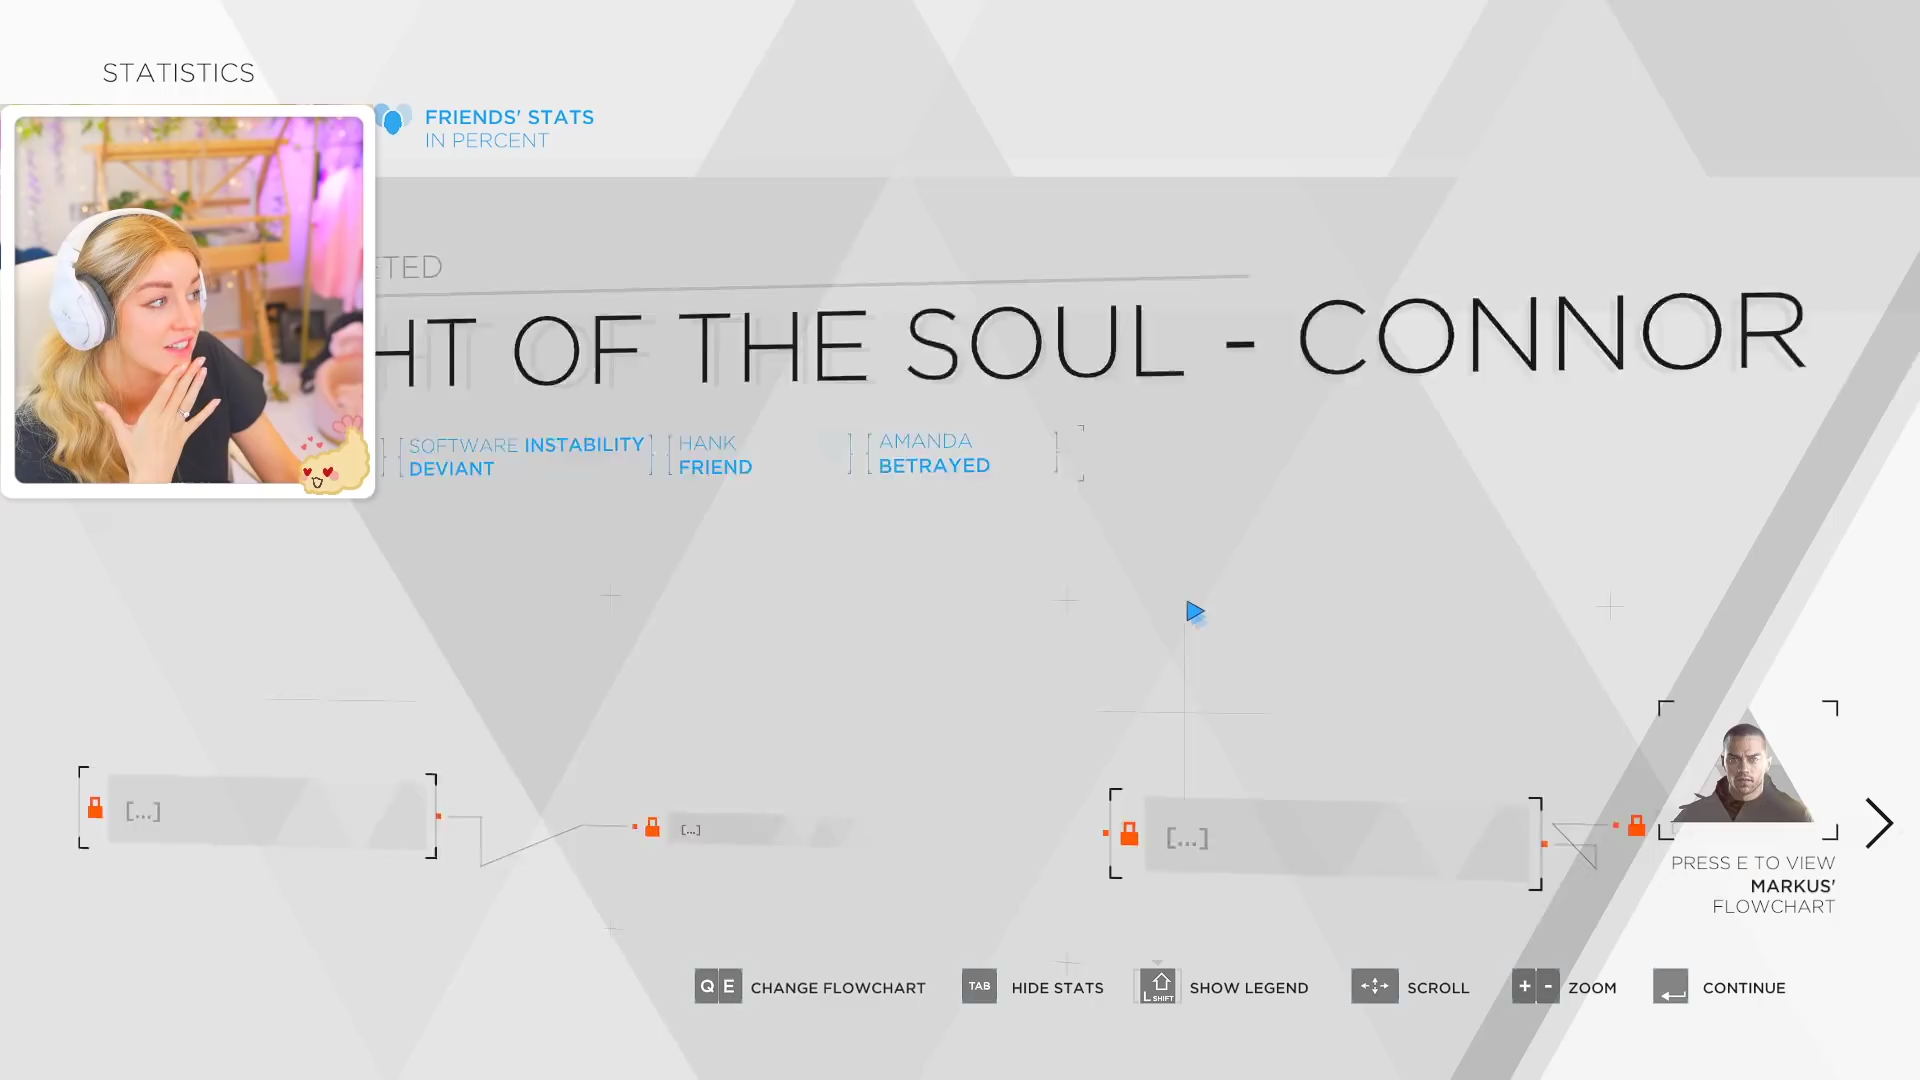 STATISTICS
FRIENDS' STATS
IN PERCENT
ETED
HT OF THE SOUL - CONNOR
SOFTWARE INSTABILITY
DEVIANT
HANK
FRIEND
AMANDA
BETRAYED
[...]
[...]
[...]
PRESS E TO VIEW
MARKUS'
FLOWCHART
Q E CHANGE FLOWCHART
TAB HIDE STATS
L SHIFT SHOW LEGEND
SCROLL
+ - ZOOM
CONTINUE